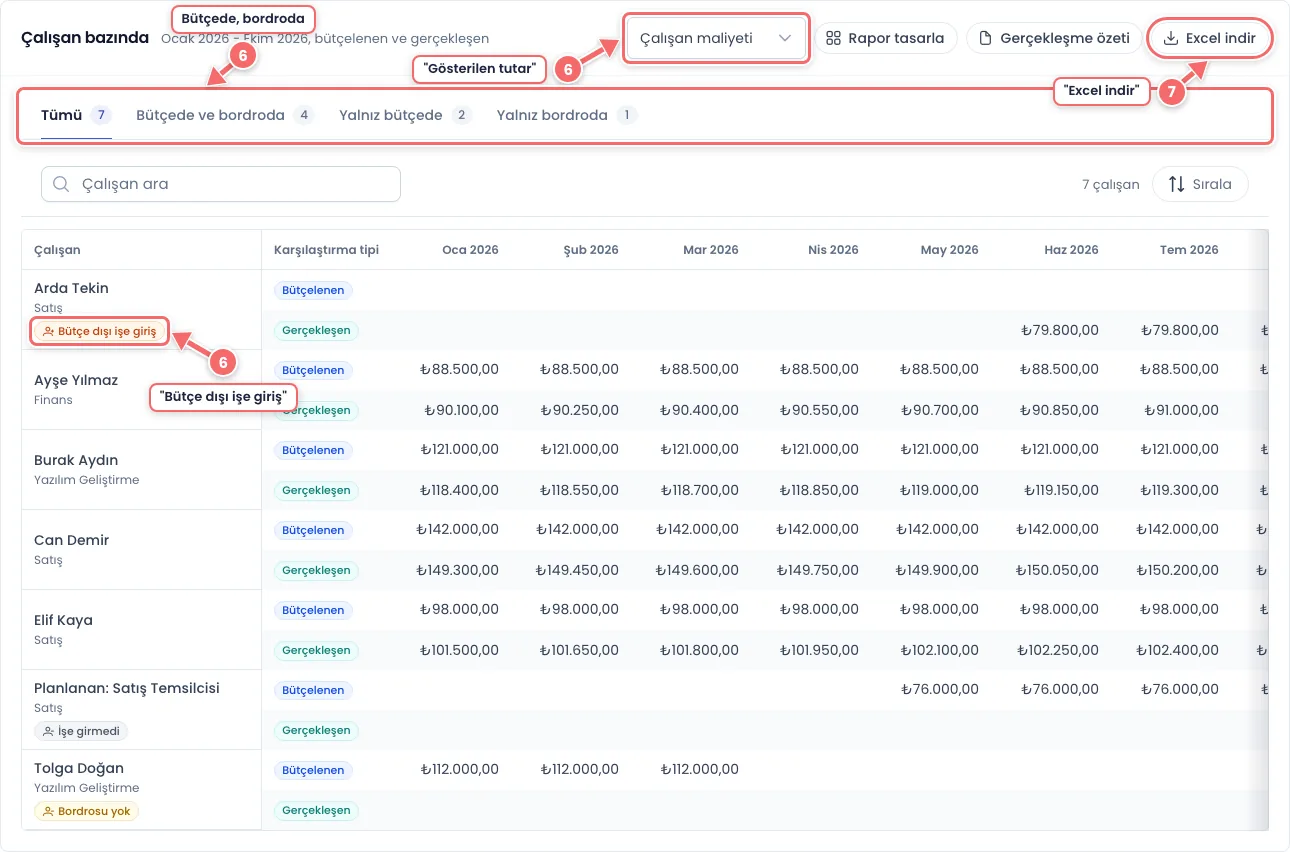 Bütçede, bordroda
Çalışan bazında
Ocak 2026 - Ekim 2026, bütçelenen ve gerçekleşen
6
"Gösterilen tutar"
6
Çalışan maliyeti
Rapor tasarla
Gerçekleşme özeti
Excel indir
"Excel indir"
7
Tümü 7
Bütçede ve bordroda 4
Yalnız bütçede 2
Yalnız bordroda 1
Çalışan ara
7 çalışan
Sırala
Çalışan Karşılaştırma tipi Oca 2026 Şub 2026 Mar 2026 Nis 2026 May 2026 Haz 2026 Tem 2026
Arda Tekin
Satış
Bütçe dışı işe giriş
Bütçelenen
Gerçekleşen ₺79.800,00 ₺79.800,00 ₺
6
"Bütçe dışı işe giriş"
Ayşe Yılmaz
Finans
Bütçelenen ₺88.500,00 ₺88.500,00 ₺88.500,00 ₺88.500,00 ₺88.500,00 ₺88.500,00 ₺88.500,00 ₺
Gerçekleşen ₺90.100,00 ₺90.250,00 ₺90.400,00 ₺90.550,00 ₺90.700,00 ₺90.850,00 ₺91.000,00 ₺
Burak Aydın
Yazılım Geliştirme
Bütçelenen ₺121.000,00 ₺121.000,00 ₺121.000,00 ₺121.000,00 ₺121.000,00 ₺121.000,00 ₺121.000,00 ₺
Gerçekleşen ₺118.400,00 ₺118.550,00 ₺118.700,00 ₺118.850,00 ₺119.000,00 ₺119.150,00 ₺119.300,00 ₺
Can Demir
Satış
Bütçelenen ₺142.000,00 ₺142.000,00 ₺142.000,00 ₺142.000,00 ₺142.000,00 ₺142.000,00 ₺142.000,00 ₺
Gerçekleşen ₺149.300,00 ₺149.450,00 ₺149.600,00 ₺149.750,00 ₺149.900,00 ₺150.050,00 ₺150.200,00 ₺
Elif Kaya
Satış
Bütçelenen ₺98.000,00 ₺98.000,00 ₺98.000,00 ₺98.000,00 ₺98.000,00 ₺98.000,00 ₺98.000,00 ₺
Gerçekleşen ₺101.500,00 ₺101.650,00 ₺101.800,00 ₺101.950,00 ₺102.100,00 ₺102.250,00 ₺102.400,00 ₺
Planlanan: Satış Temsilcisi
Satış
İşe girmedi
Bütçelenen ₺76.000,00 ₺76.000,00 ₺76.000,00 ₺
Gerçekleşen
Tolga Doğan
Yazılım Geliştirme
Bordrosu yok
Bütçelenen ₺112.000,00 ₺112.000,00 ₺112.000,00
Gerçekleşen